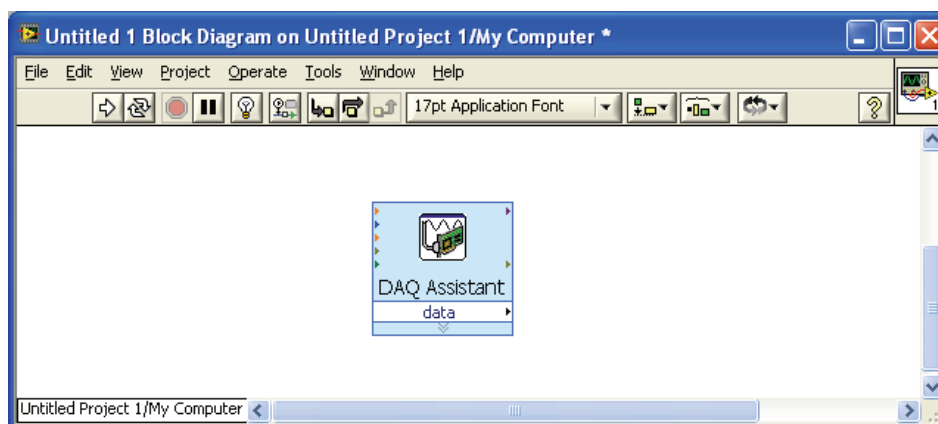 Untitled 1 Block Diagram on Untitled Project 1/My Computer *
File Edit View Project Operate Tools Window Help
17pt Application Font
1
DAQ Assistant
data
Untitled Project 1/My Computer